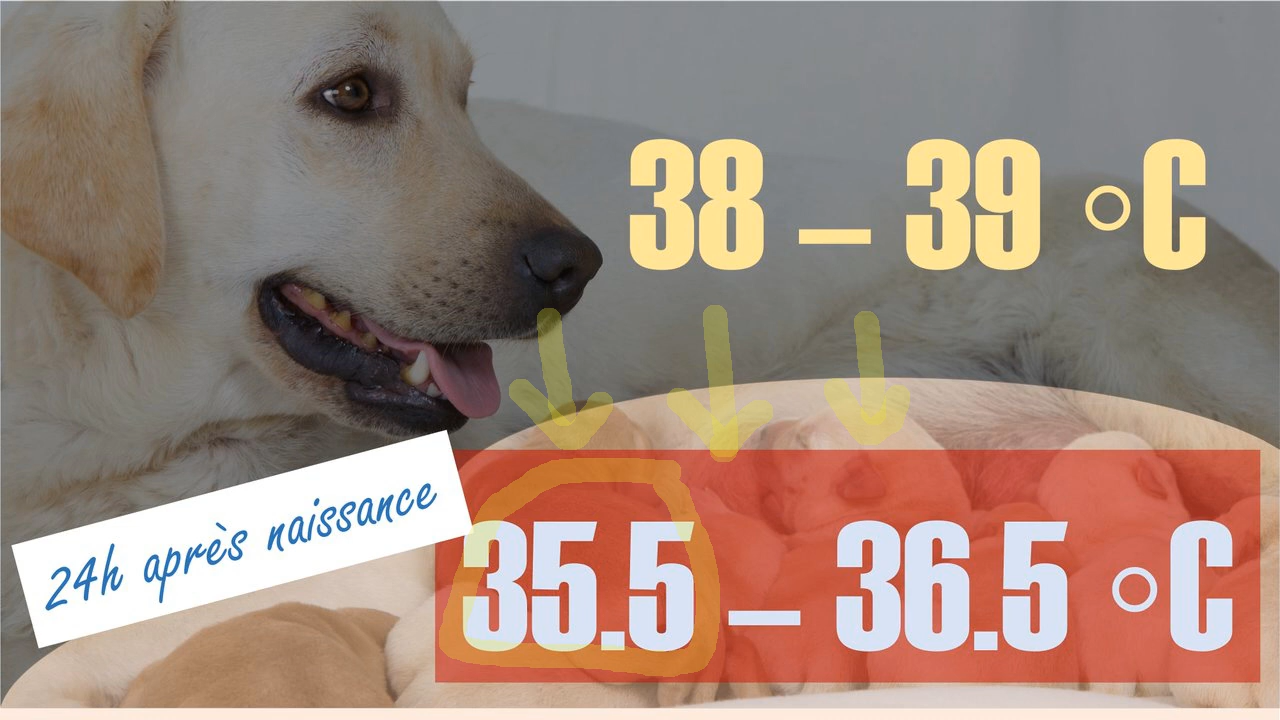 38 – 39 °C
24h après naissance
35.5 – 36.5 °C